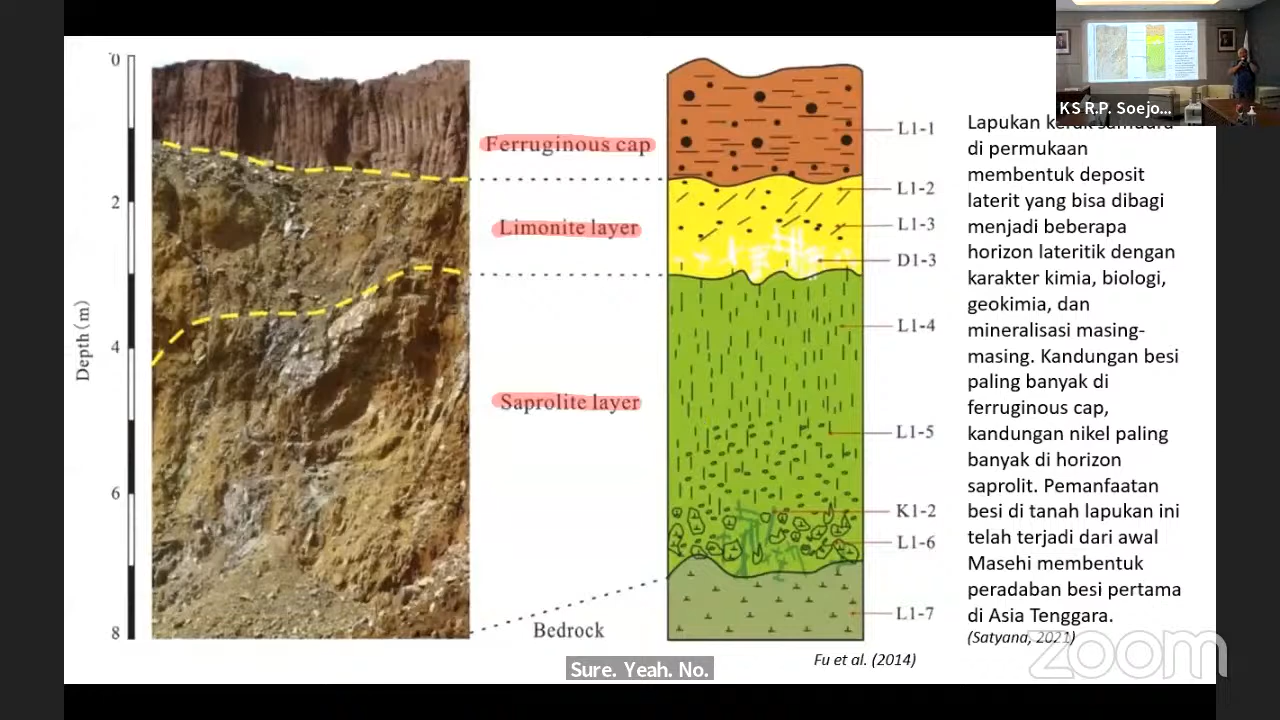 KS R.P. Soejo...
0
2
4
6
8
Depth (m)
Ferruginous cap
Limonite layer
Saprolite layer
Bedrock
L1-1
L1-2
L1-3
D1-3
L1-4
L1-5
K1-2
L1-6
L1-7
Fu et al. (2014)
Lapukan kerak samudra
di permukaan
membentuk deposit
laterit yang bisa dibagi
menjadi beberapa
horizon lateritik dengan
karakter kimia, biologi,
geokimia, dan
mineralisasi masing-
masing. Kandungan besi
paling banyak di
ferruginous cap,
kandungan nikel paling
banyak di horizon
saprolit. Pemanfaatan
besi di tanah lapukan ini
telah terjadi dari awal
Masehi membentuk
peradaban besi pertama
di Asia Tenggara.
(Satyana, 2021)
zoom
Sure. Yeah. No.